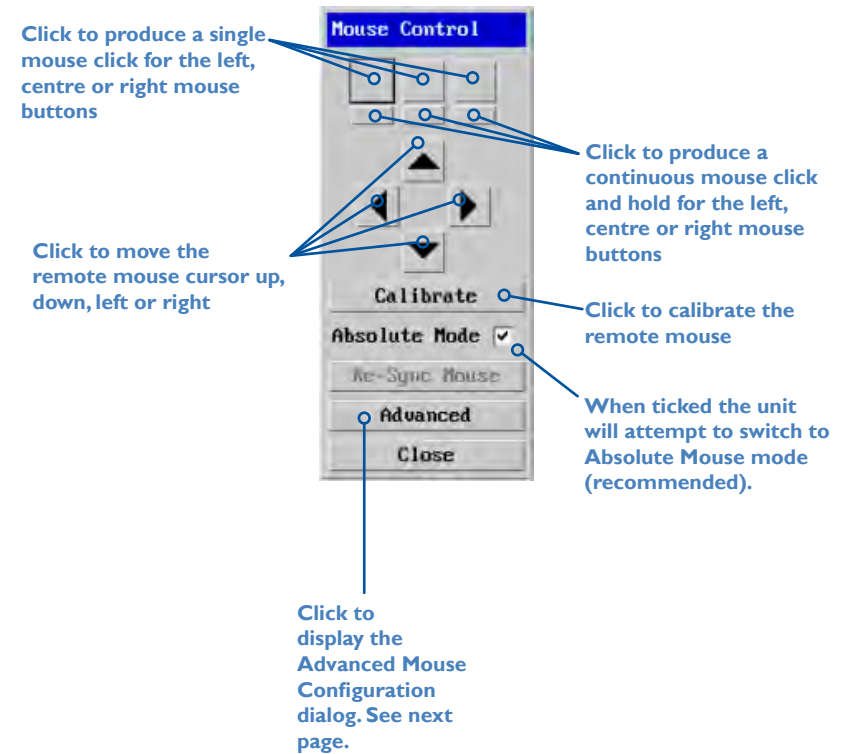 Click to produce a single
mouse click for the left,
centre or right mouse
buttons
Mouse Control
Click to produce a
continuous mouse click
and hold for the left,
centre or right mouse
buttons
Click to move the
remote mouse cursor up,
down, left or right
Calibrate
Click to calibrate the
remote mouse
Absolute Mode
Re-Sync Mouse
When ticked the unit
will attempt to switch to
Absolute Mouse mode
(recommended).
Advanced
Close
Click to
display the
Advanced Mouse
Configuration
dialog. See next
page.